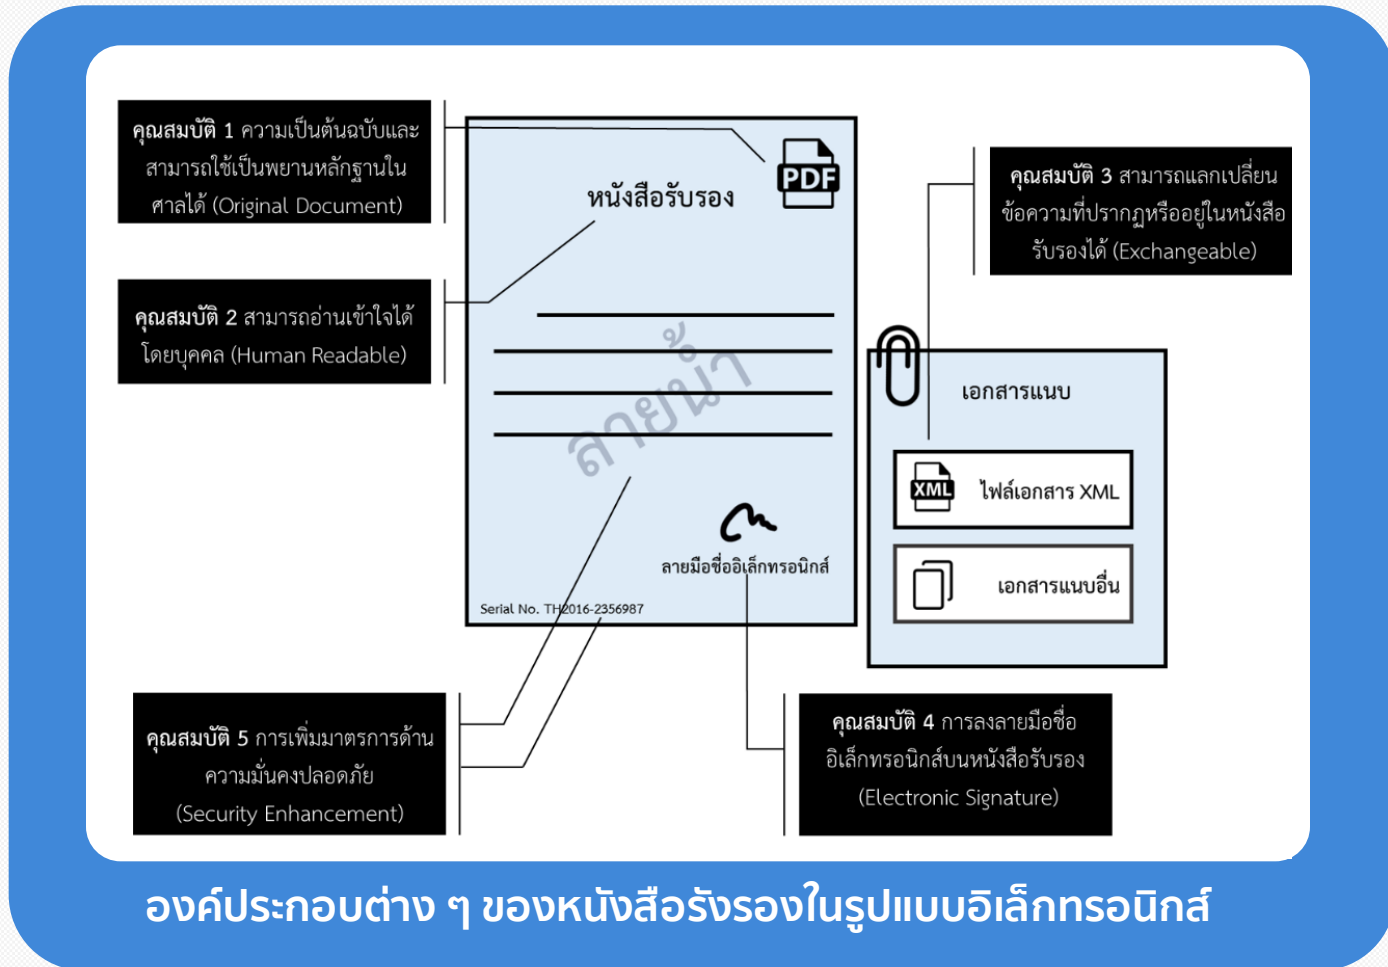 คุณสมบัติ 1 ความเป็นต้นฉบับและ
สามารถใช้เป็นพยานหลักฐานใน
ศาลได้ (Original Document)
PDF
หนังสือรับรอง
คุณสมบัติ 3 สามารถแลกเปลี่ยน
ข้อความที่ปรากฏหรืออยู่ในหนังสือ
รับรองได้ (Exchangeable)
คุณสมบัติ 2 สามารถอ่านเข้าใจได้
โดยบุคคล (Human Readable)
ลายน้ำ
เอกสารแนบ
XML
ไฟล์เอกสาร XML
เอกสารแนบอื่น
ลายมือชื่ออิเล็กทรอนิกส์
Serial No. TH2016-2356987
คุณสมบัติ 5 การเพิ่มมาตรการด้าน
ความมั่นคงปลอดภัย
(Security Enhancement)
คุณสมบัติ 4 การลงลายมือชื่อ
อิเล็กทรอนิกส์บนหนังสือรับรอง
(Electronic Signature)
องค์ประกอบต่าง ๆ ของหนังสือรังรองในรูปแบบอิเล็กทรอนิกส์